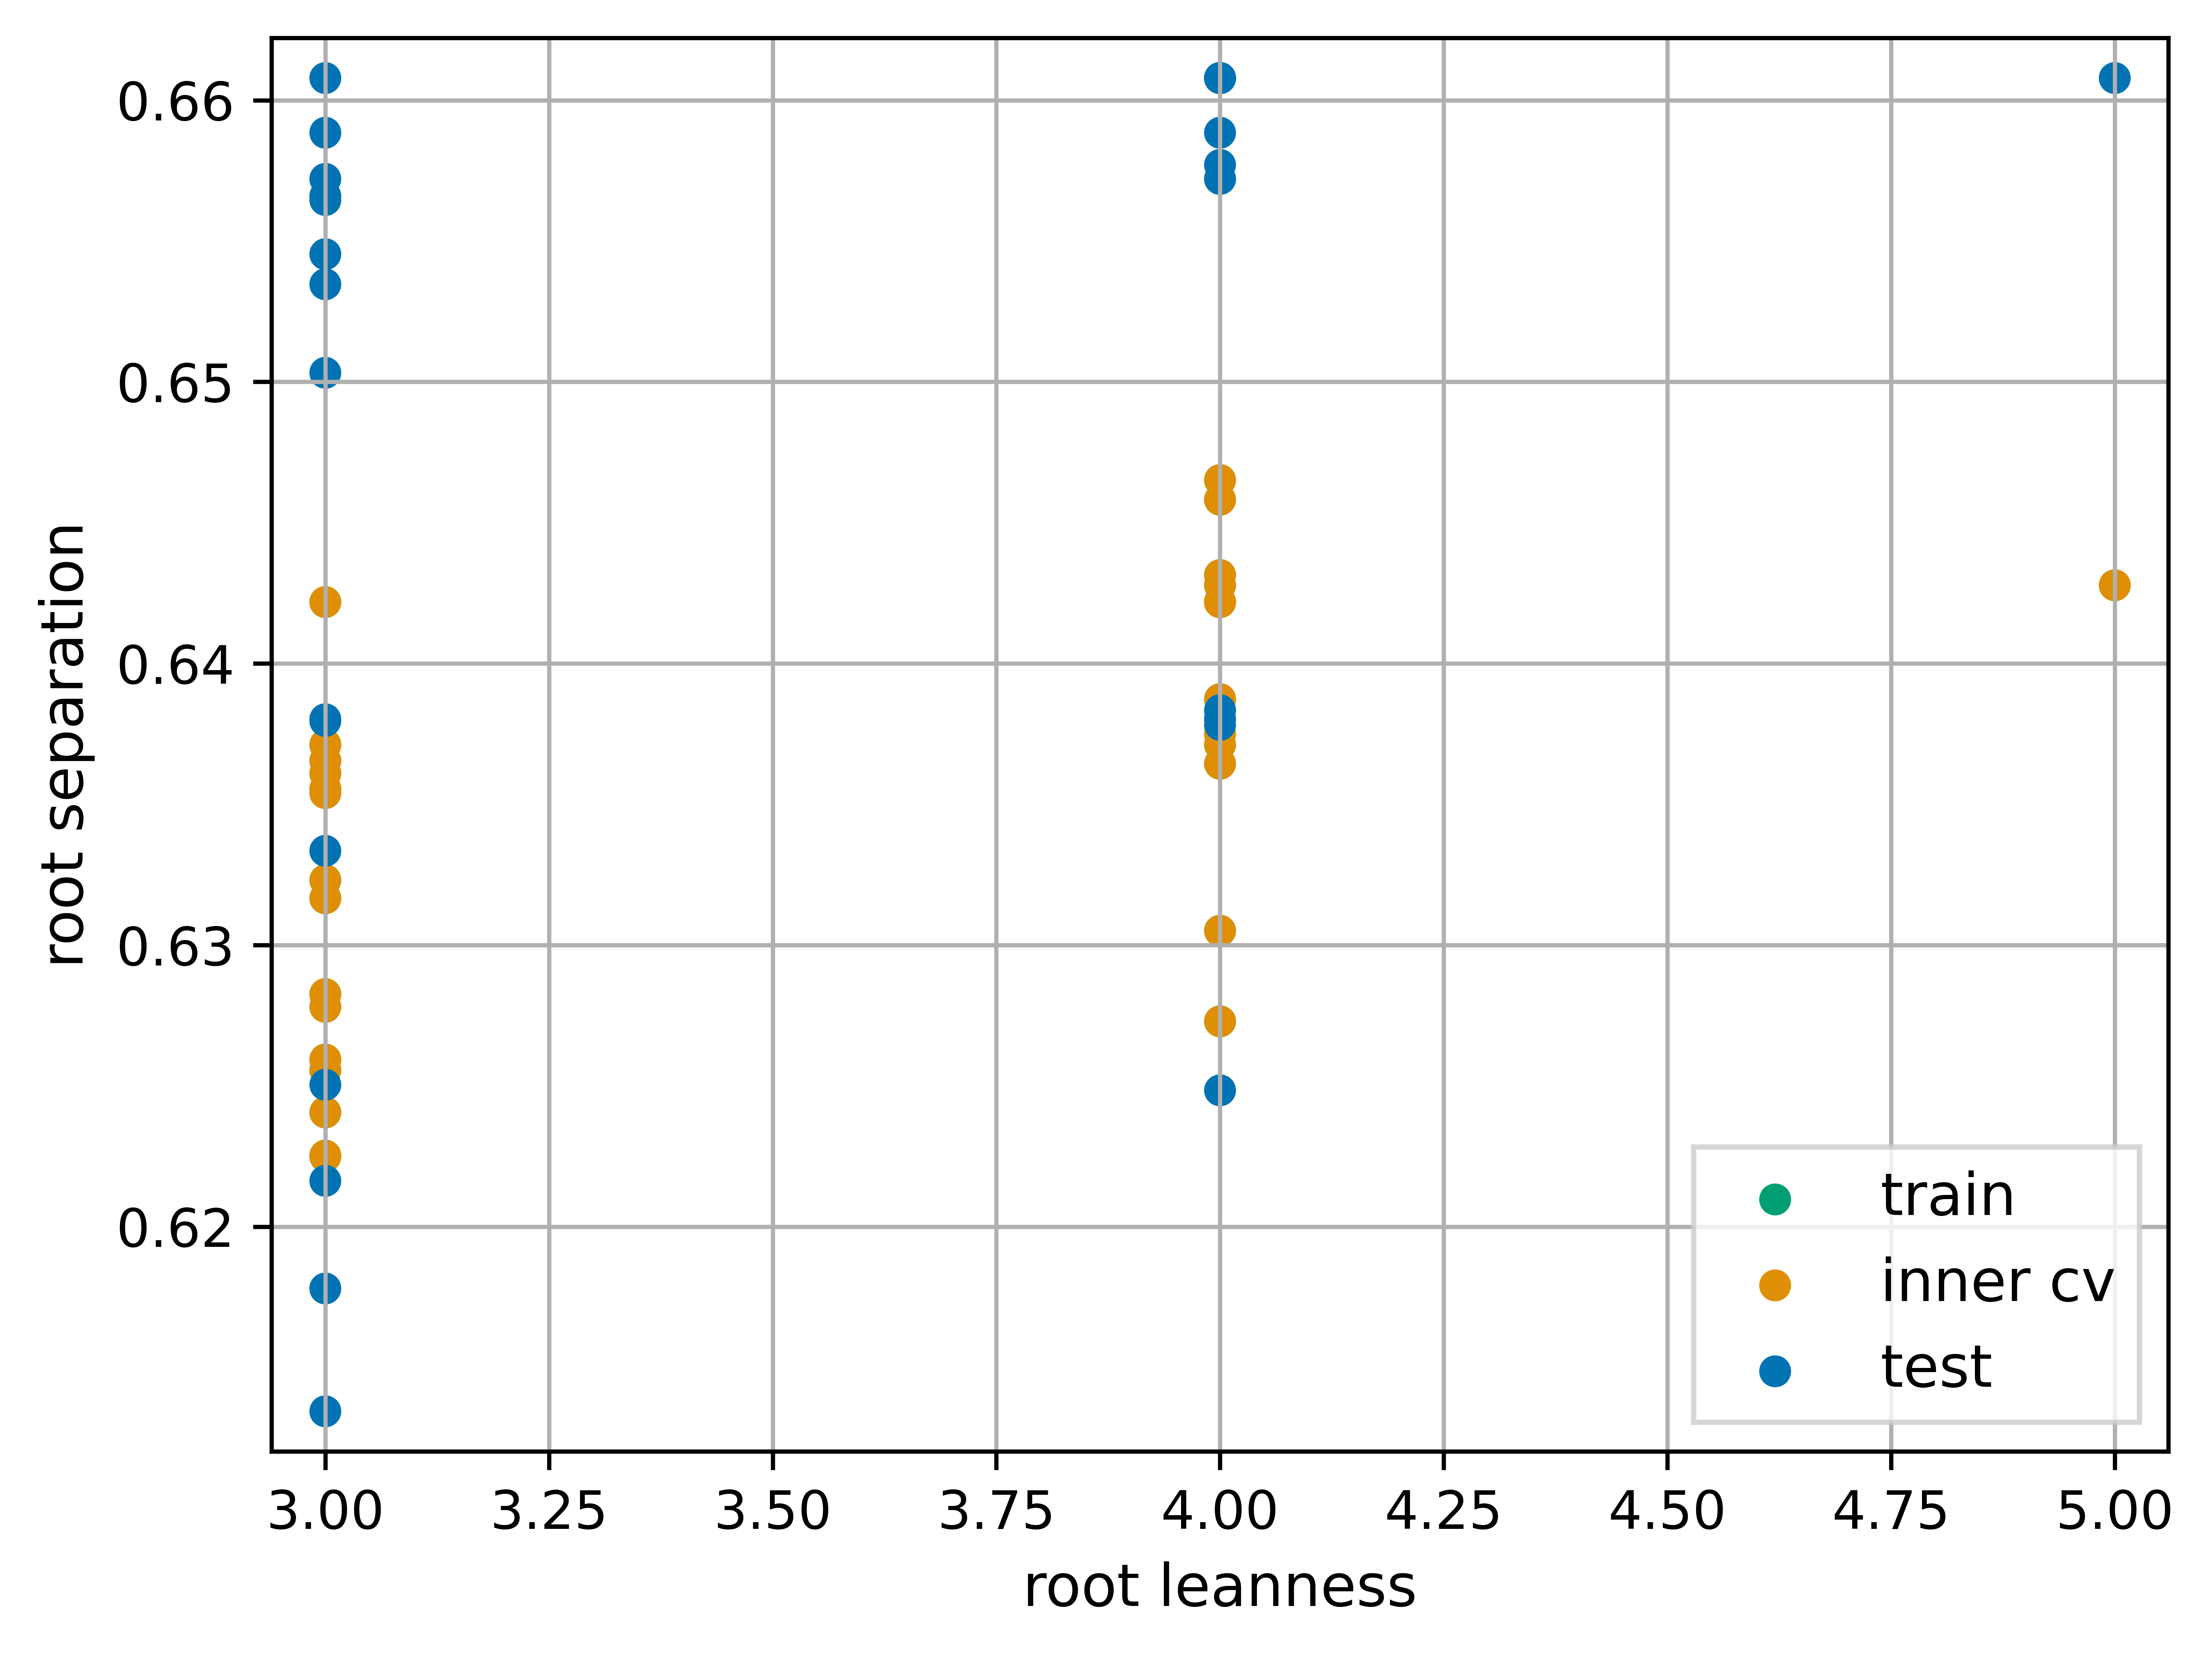 0.66
0.65
0.64
0.63
0.62
root separation
3.00 3.25 3.50 3.75 4.00 4.25 4.50 4.75 5.00
root leanness
train
inner cv
test